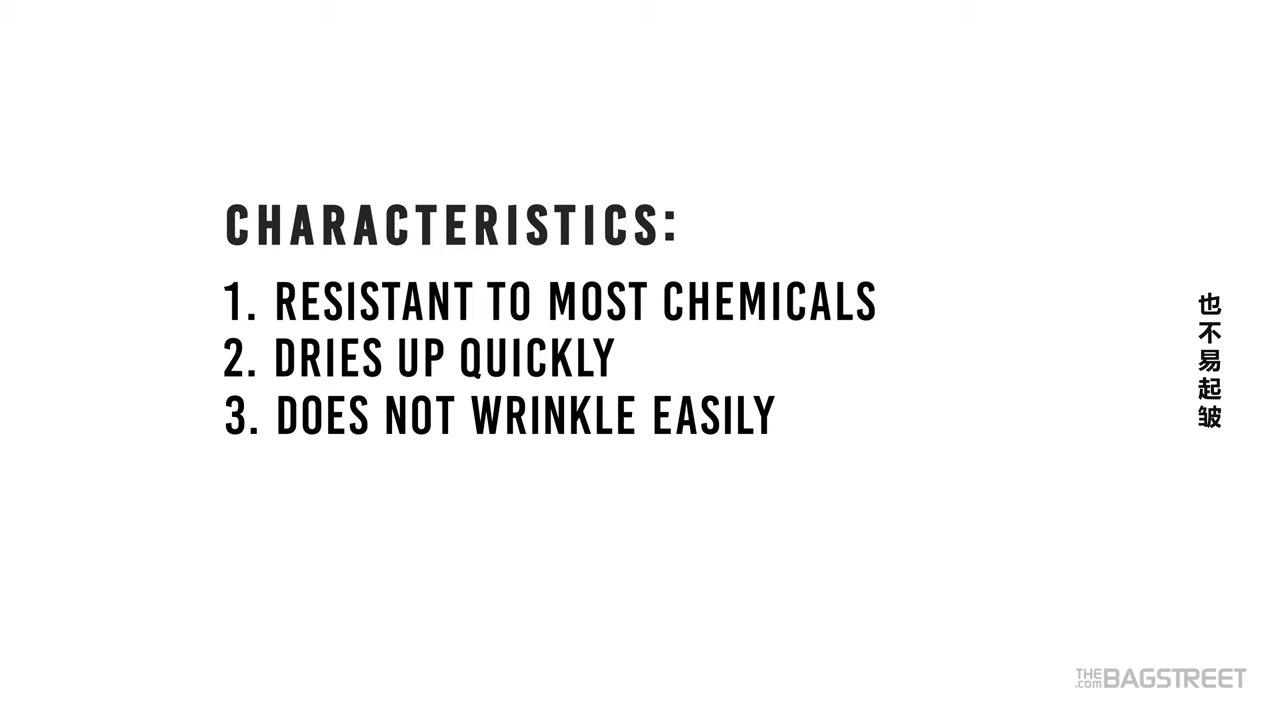 CHARACTERISTICS:
1. RESISTANT TO MOST CHEMICALS
2. DRIES UP QUICKLY
3. DOES NOT WRINKLE EASILY
也不易起皱
THE
.com
BAGSTREET